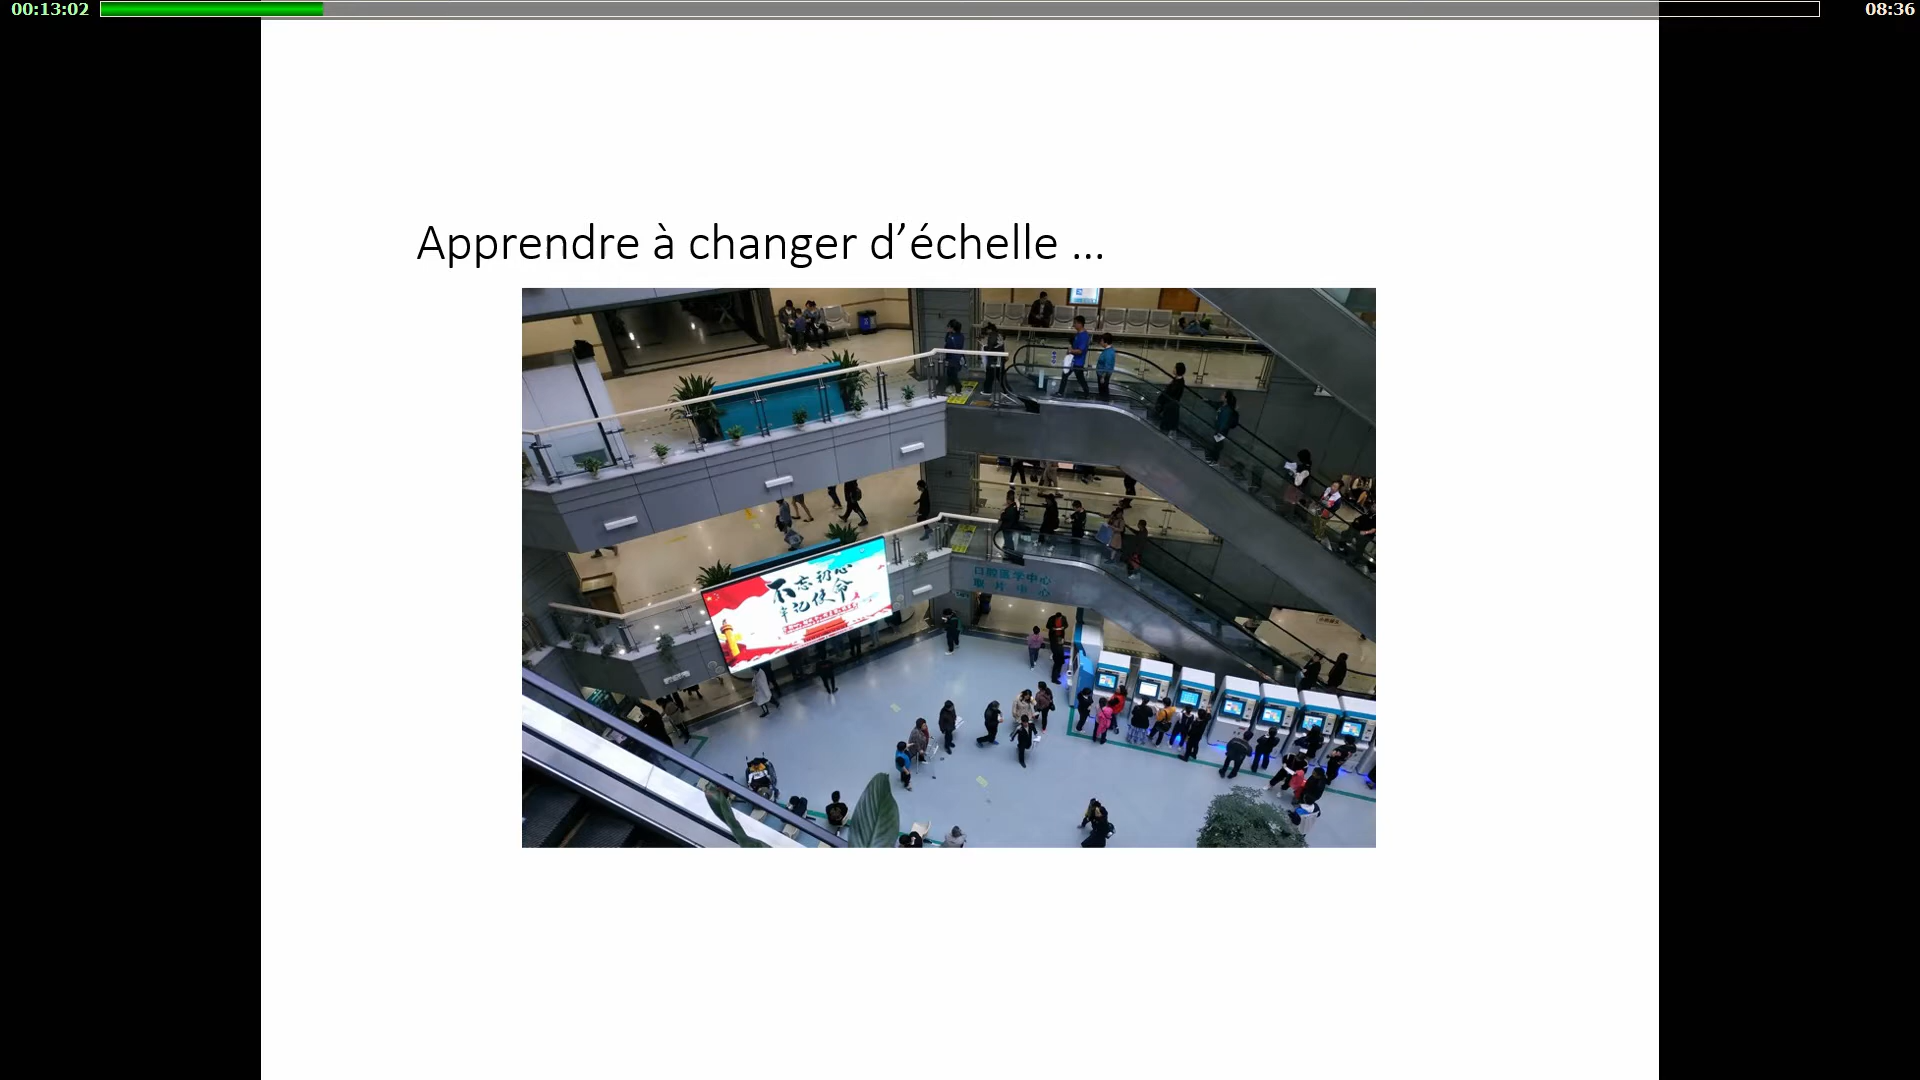 00:13:02
08:36
Apprendre à changer d’échelle ...
不忘初心
牢记使命
口腔医学中心
取片中心